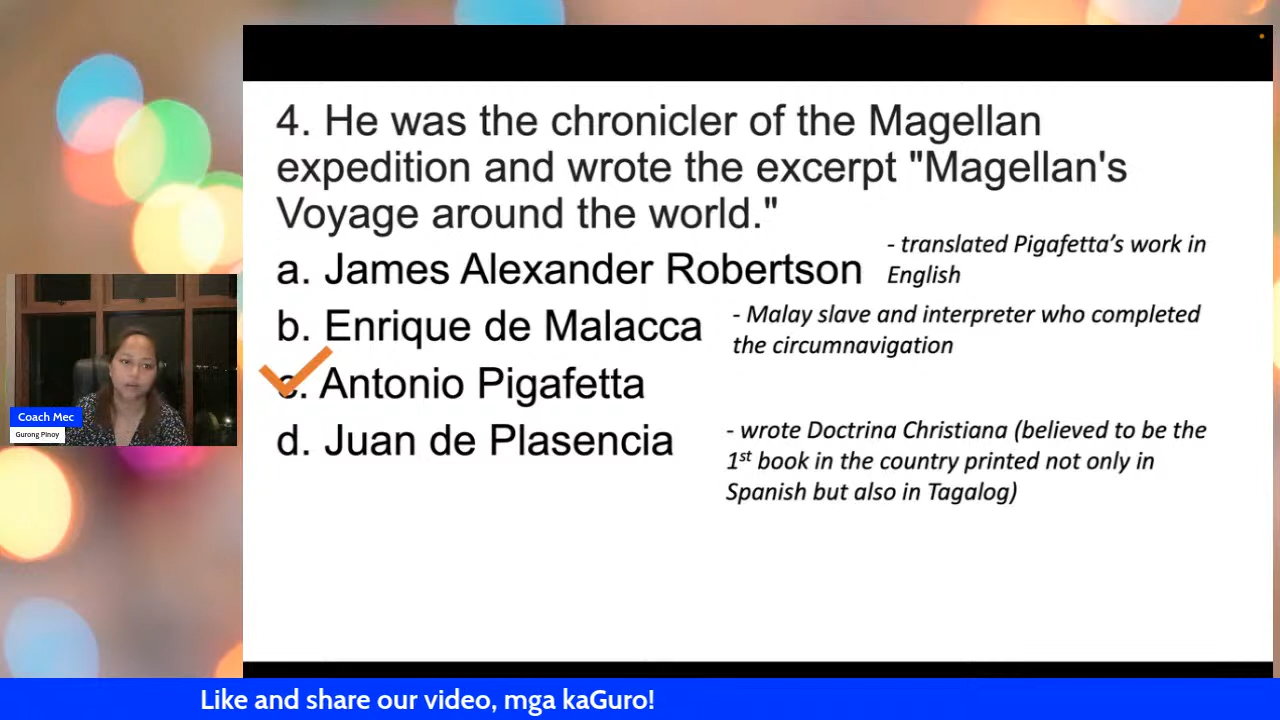 4. He was the chronicler of the Magellan
expedition and wrote the excerpt "Magellan's
Voyage around the world."
a. James Alexander Robertson
- translated Pigafetta's work in
English
b. Enrique de Malacca
- Malay slave and interpreter who completed
the circumnavigation
c. Antonio Pigafetta
d. Juan de Plasencia
- wrote Doctrina Christiana (believed to be the
1st book in the country printed not only in
Spanish but also in Tagalog)
Coach Mec
Gurong Pinoy
Like and share our video, mga kaGuro!